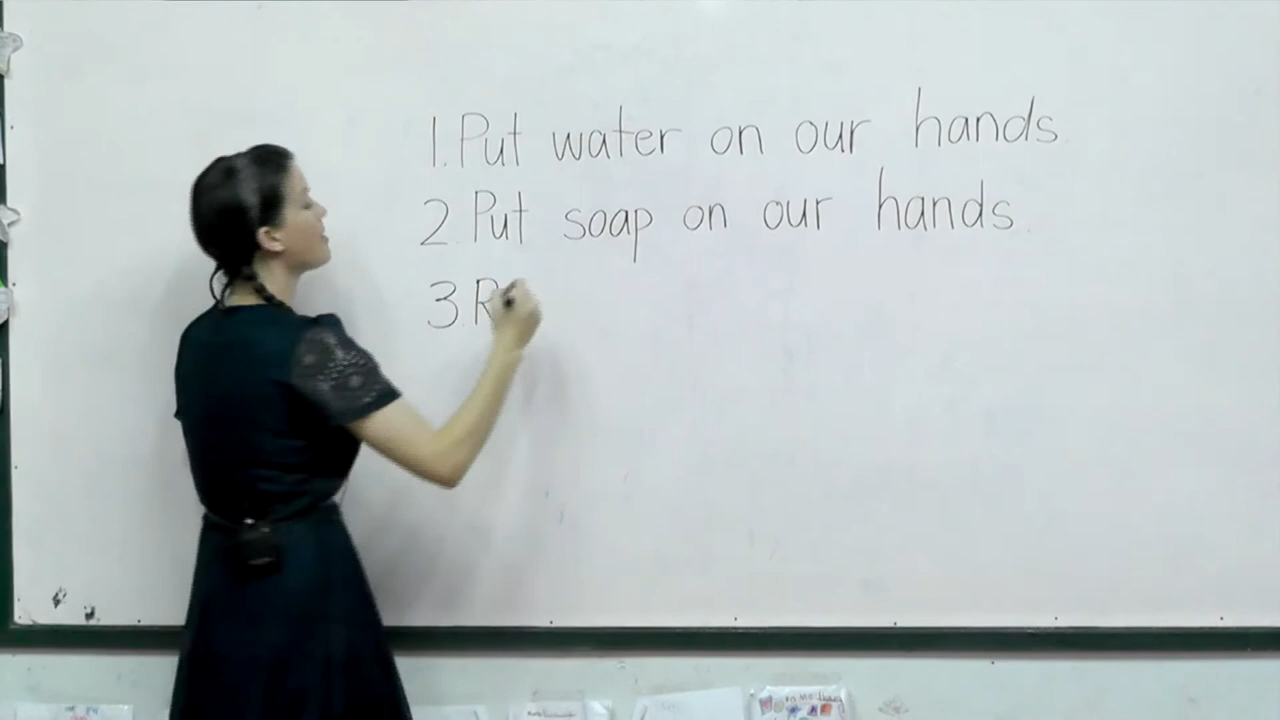 1. Put water on our hands.
2. Put soap on our hands.
3. R